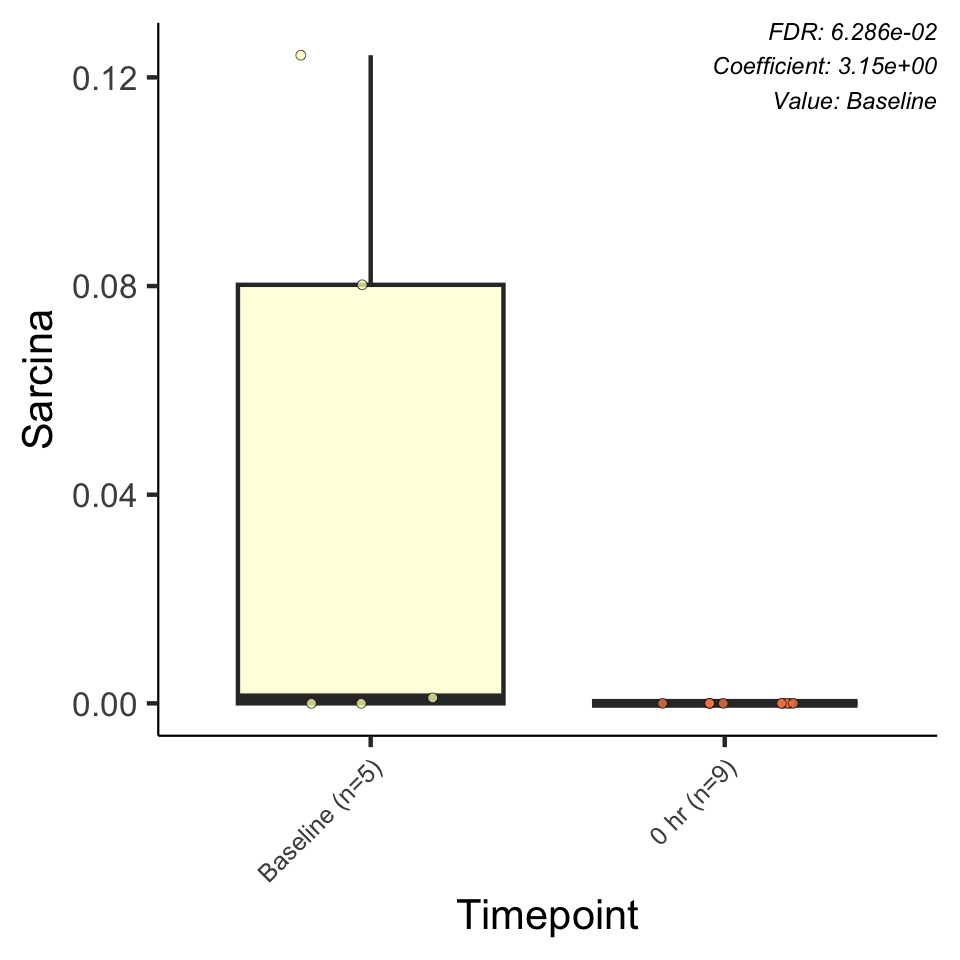 FDR: 6.286e-02
Coefficient: 3.15e+00
Value: Baseline
0.12
0.08
0.04
0.00
Sarcina
Baseline (n=5)
0 hr (n=9)
Timepoint